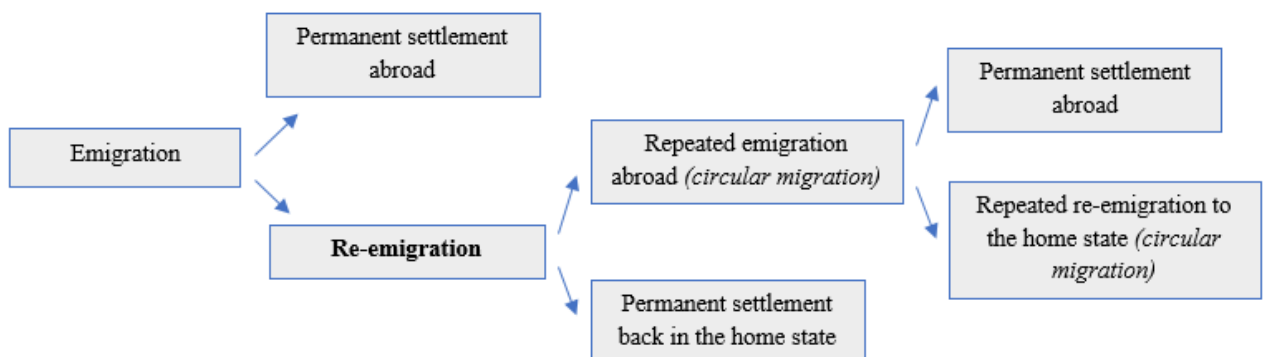 Permanent settlement
abroad
Emigration
Re-emigration
Repeated emigration
abroad (circular migration)
Permanent settlement
back in the home state
Permanent settlement
abroad
Repeated re-emigration to
the home state (circular
migration)